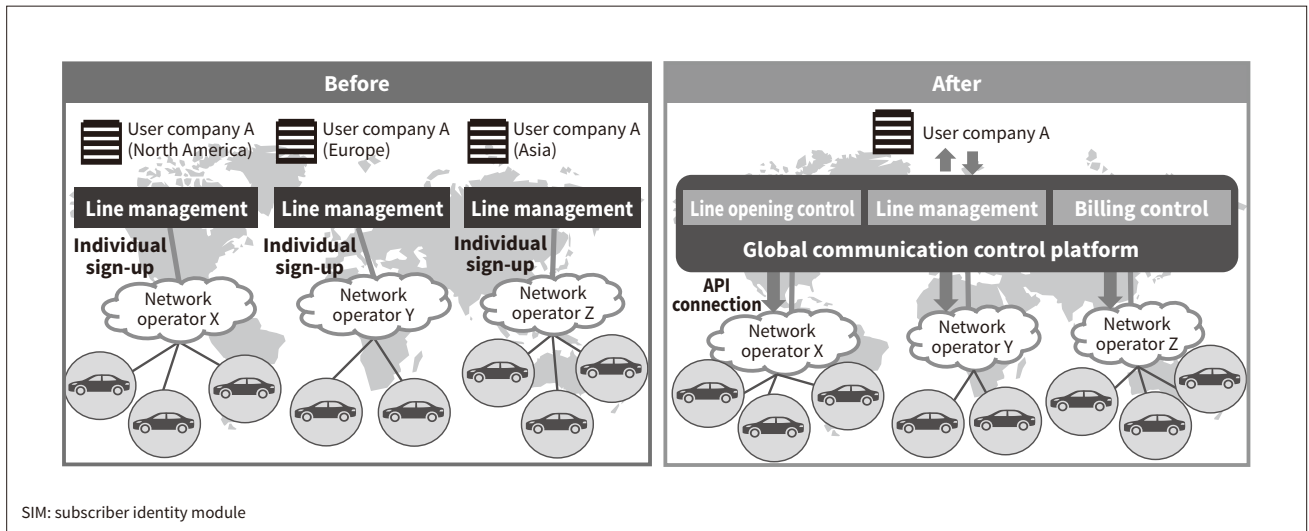 Before
User company A
(North America)
User company A
(Europe)
User company A
(Asia)
Line management
Line management
Line management
Individual
sign-up
Individual
sign-up
Individual
sign-up
Network
operator X
Network
operator Y
Network
operator Z
After
User company A
Line opening control
Line management
Billing control
Global communication control platform
API
connection
Network
operator X
Network
operator Y
Network
operator Z
SIM: subscriber identity module